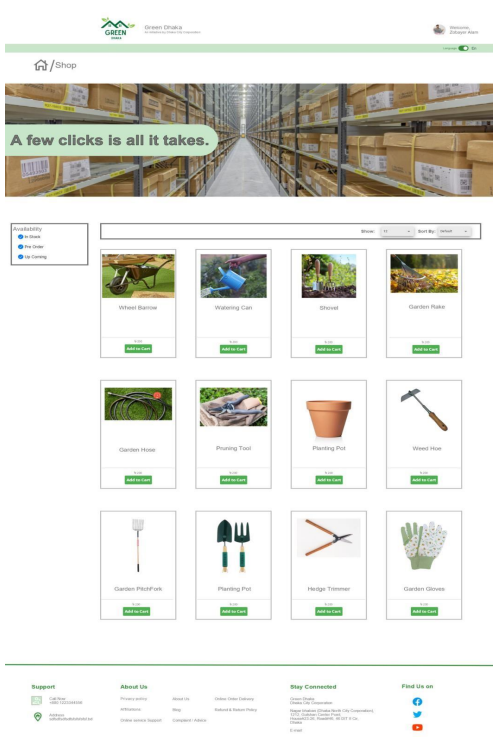 GREEN
DHAKA
Green Dhaka
Welcome,
Zobayer Alam
/Shop
A few clicks is all it takes.
Availability
In Stock
Pre Order
Up Coming
Show: 12
Sort By: Default
Wheel Barrow
Watering Can
Shovel
Garden Rake
Add to Cart
Add to Cart
Add to Cart
Add to Cart
Garden Hose
Pruning Tool
Planting Pot
Weed Hoe
Add to Cart
Add to Cart
Add to Cart
Add to Cart
Garden PitchFork
Planting Pot
Hedge Trimmer
Garden Gloves
Add to Cart
Add to Cart
Add to Cart
Add to Cart
Support
Call Now
About Us
Privacy policy
Online service Support
About Us
Blog
Complaint / Advice
Online Order Delivery
Refund & Return Policy
Stay Connected
Green Dhaka
Dhaka City Corporation
Dhaka
E-mail
Find Us on